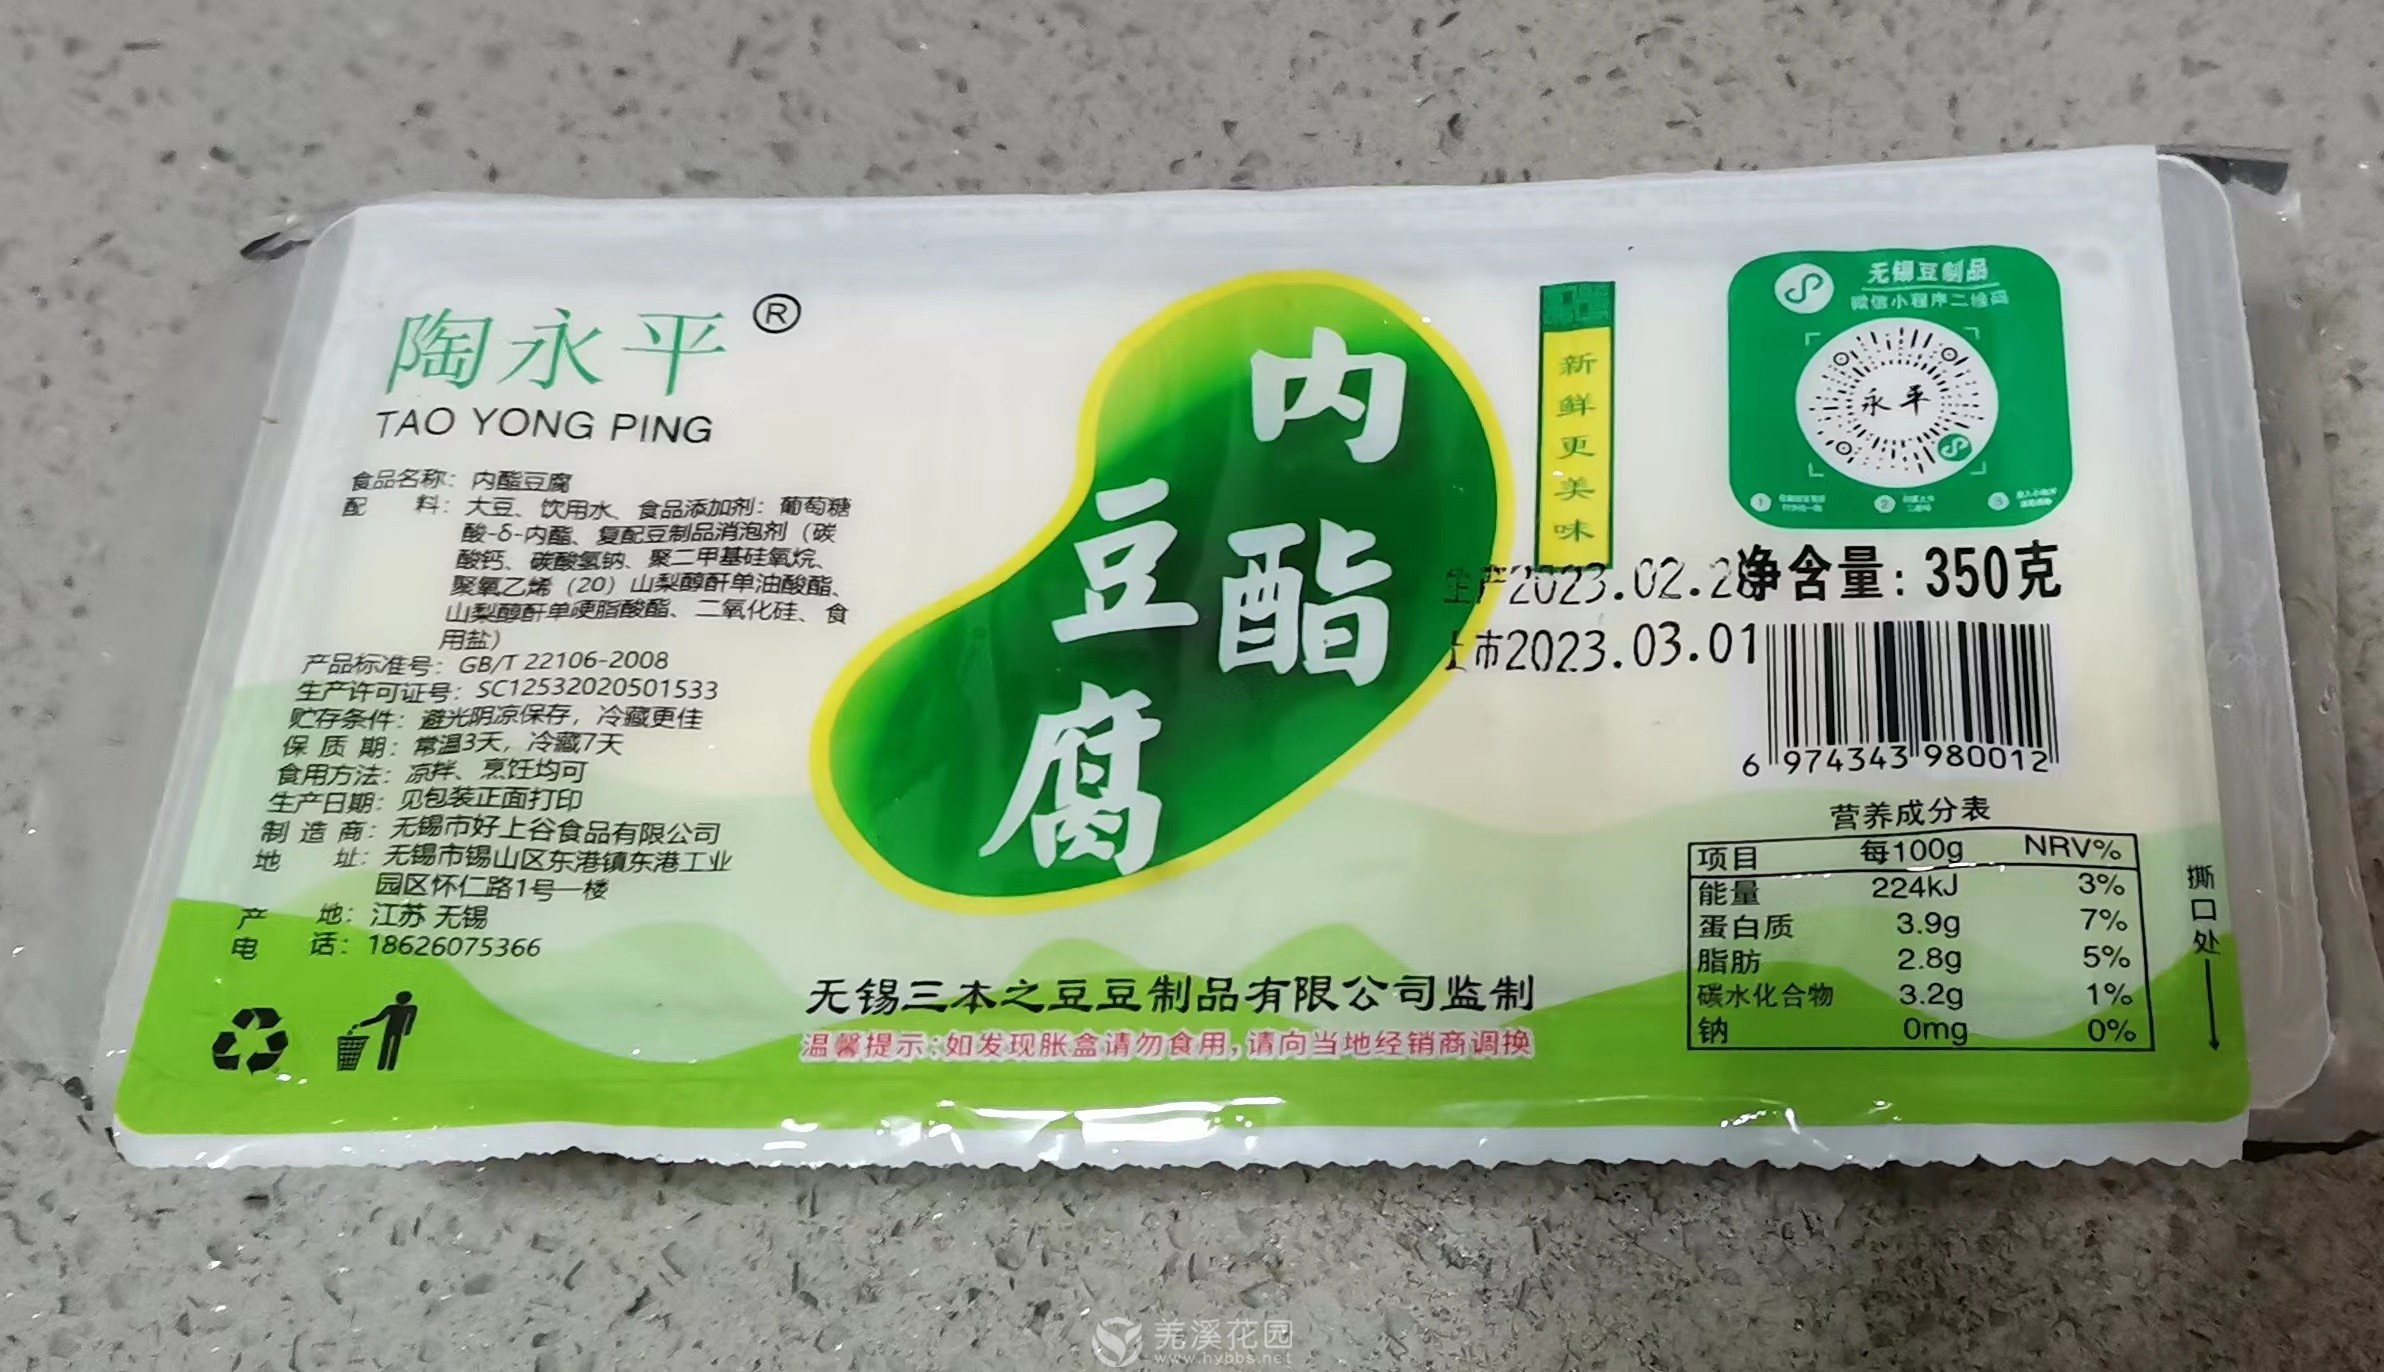 陶永平®
TAO YONG PING
食品名称：内酯豆腐
配 料：大豆、饮用水、食品添加剂：葡萄糖
酸-δ-内酯、复配豆制品消泡剂（碳
酸钙、碳酸氢钠、聚二甲基硅氧烷、
聚氧乙烯（20）山梨醇酐单油酸酯、
山梨醇酐单硬脂酸酯、二氧化硅、食
用盐）
产品标准号：GB/T 22106-2008
生产许可证号：SC12532020501533
贮存条件：避光阴凉保存，冷藏更佳
保 质 期：常温3天，冷藏7天
食用方法：凉拌、烹饪均可
生产日期：见包装正面打印
制 造 商：无锡市好上谷食品有限公司
地 址：无锡市锡山区东港镇东港工业
园区怀仁路1号一楼
产 地：江苏 无锡
电 话：18626075366
内酯
豆腐
新鲜更美味
无锡豆制品
微信小程序二维码
永平
生产2023.02.28
净含量：350克
上市2023.03.01
6 974343 980012
营养成分表
项目 每100g NRV%
能量 224kJ 3%
蛋白质 3.9g 7%
脂肪 2.8g 5%
碳水化合物 3.2g 1%
钠 0mg 0%
撕口处
无锡三本之豆豆制品有限公司监制
温馨提示：如发现胀盒请勿食用，请向当地经销商调换
羌溪花园
www.hybbs.net